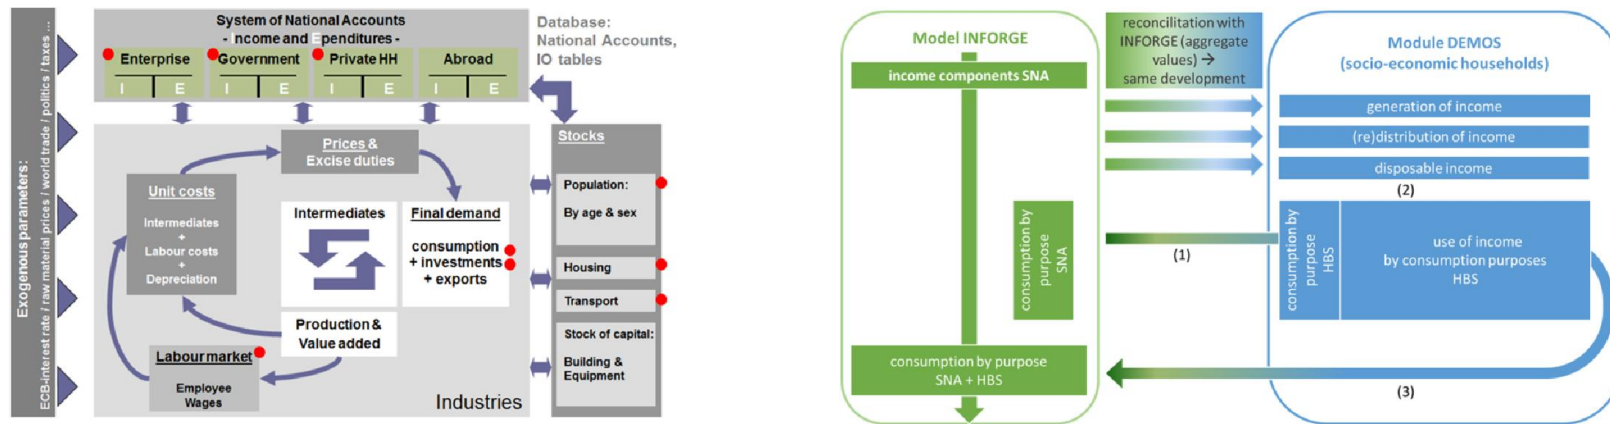 Exogenous parameters:
ECB-interest rate / raw material prices / world trade / politics / taxes ...
System of National Accounts
- Income and Ependitures -
Enterprise
Government
Private HH
Abroad
I
E
I
E
I
E
I
E
Database:
National Accounts,
IO tables
Prices &
Excise duties
Unit costs
Intermediates
+
Labour costs
+
Depreciation
Intermediates
Final demand
consumption
+ investments
+ exports
Production &
Value added
Labour market
Employee
Wages
Industries
Stocks
Population:
By age & sex
Housing
Transport
Stock of capital:
Building &
Equipment
Model INFORGE
income components SNA
consumption by
purpose
SNA
consumption by purpose
SNA + HBS
reconcilitation with
INFORGE (aggregate
values) →
same development
(1)
(3)
Module DEMOS
(socio-economic households)
generation of income
(re)distribution of income
disposable income
(2)
consumption by
purpose
HBS
use of income
by consumption purposes
HBS